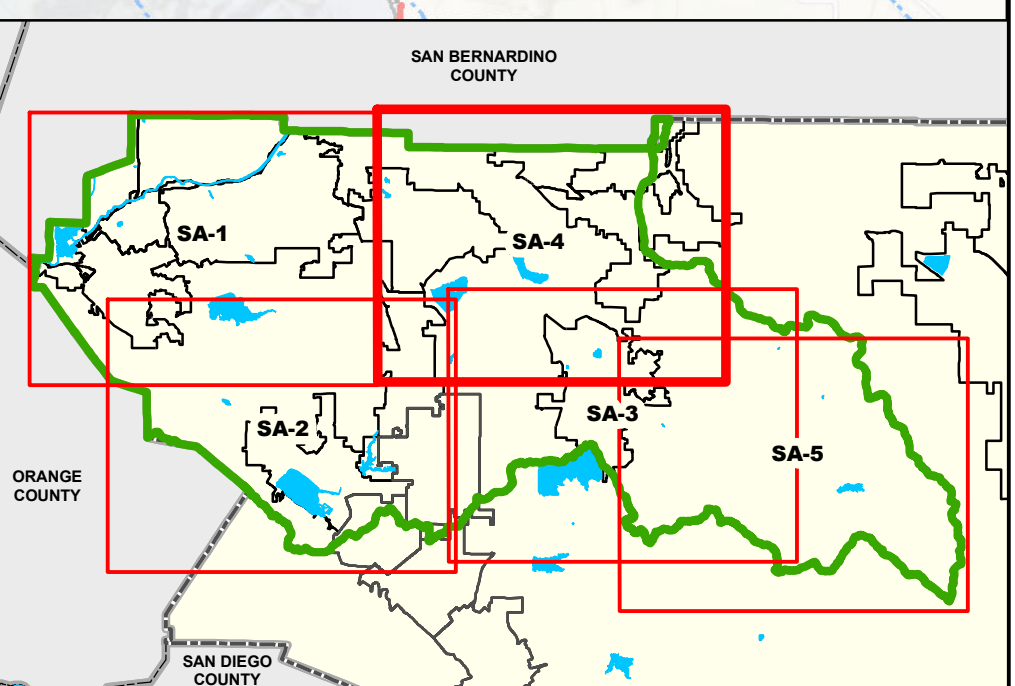 SAN BERNARDINO
COUNTY
SA-1
SA-4
SA-3
SA-2
SA-5
ORANGE
COUNTY
SAN DIEGO
COUNTY